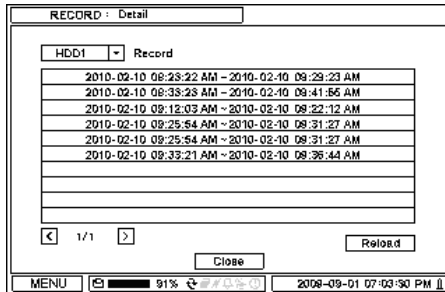 RECORD : Detail
HDD1 Record
2010-02-10 08:23:22 AM ~ 2010-02-10 09:29:23 AM
2010-02-10 08:33:23 AM ~ 2010-02-10 09:41:56 AM
2010-02-10 09:12:03 AM ~ 2010-02-10 09:22:12 AM
2010-02-10 09:25:54 AM ~ 2010-02-10 09:31:27 AM
2010-02-10 09:25:54 AM ~ 2010-02-10 09:31:27 AM
2010-02-10 09:33:21 AM ~ 2010-02-10 09:36:44 AM
< 1/1 >
Reload
Close
MENU 91% 2009-09-01 07:03:30 PM